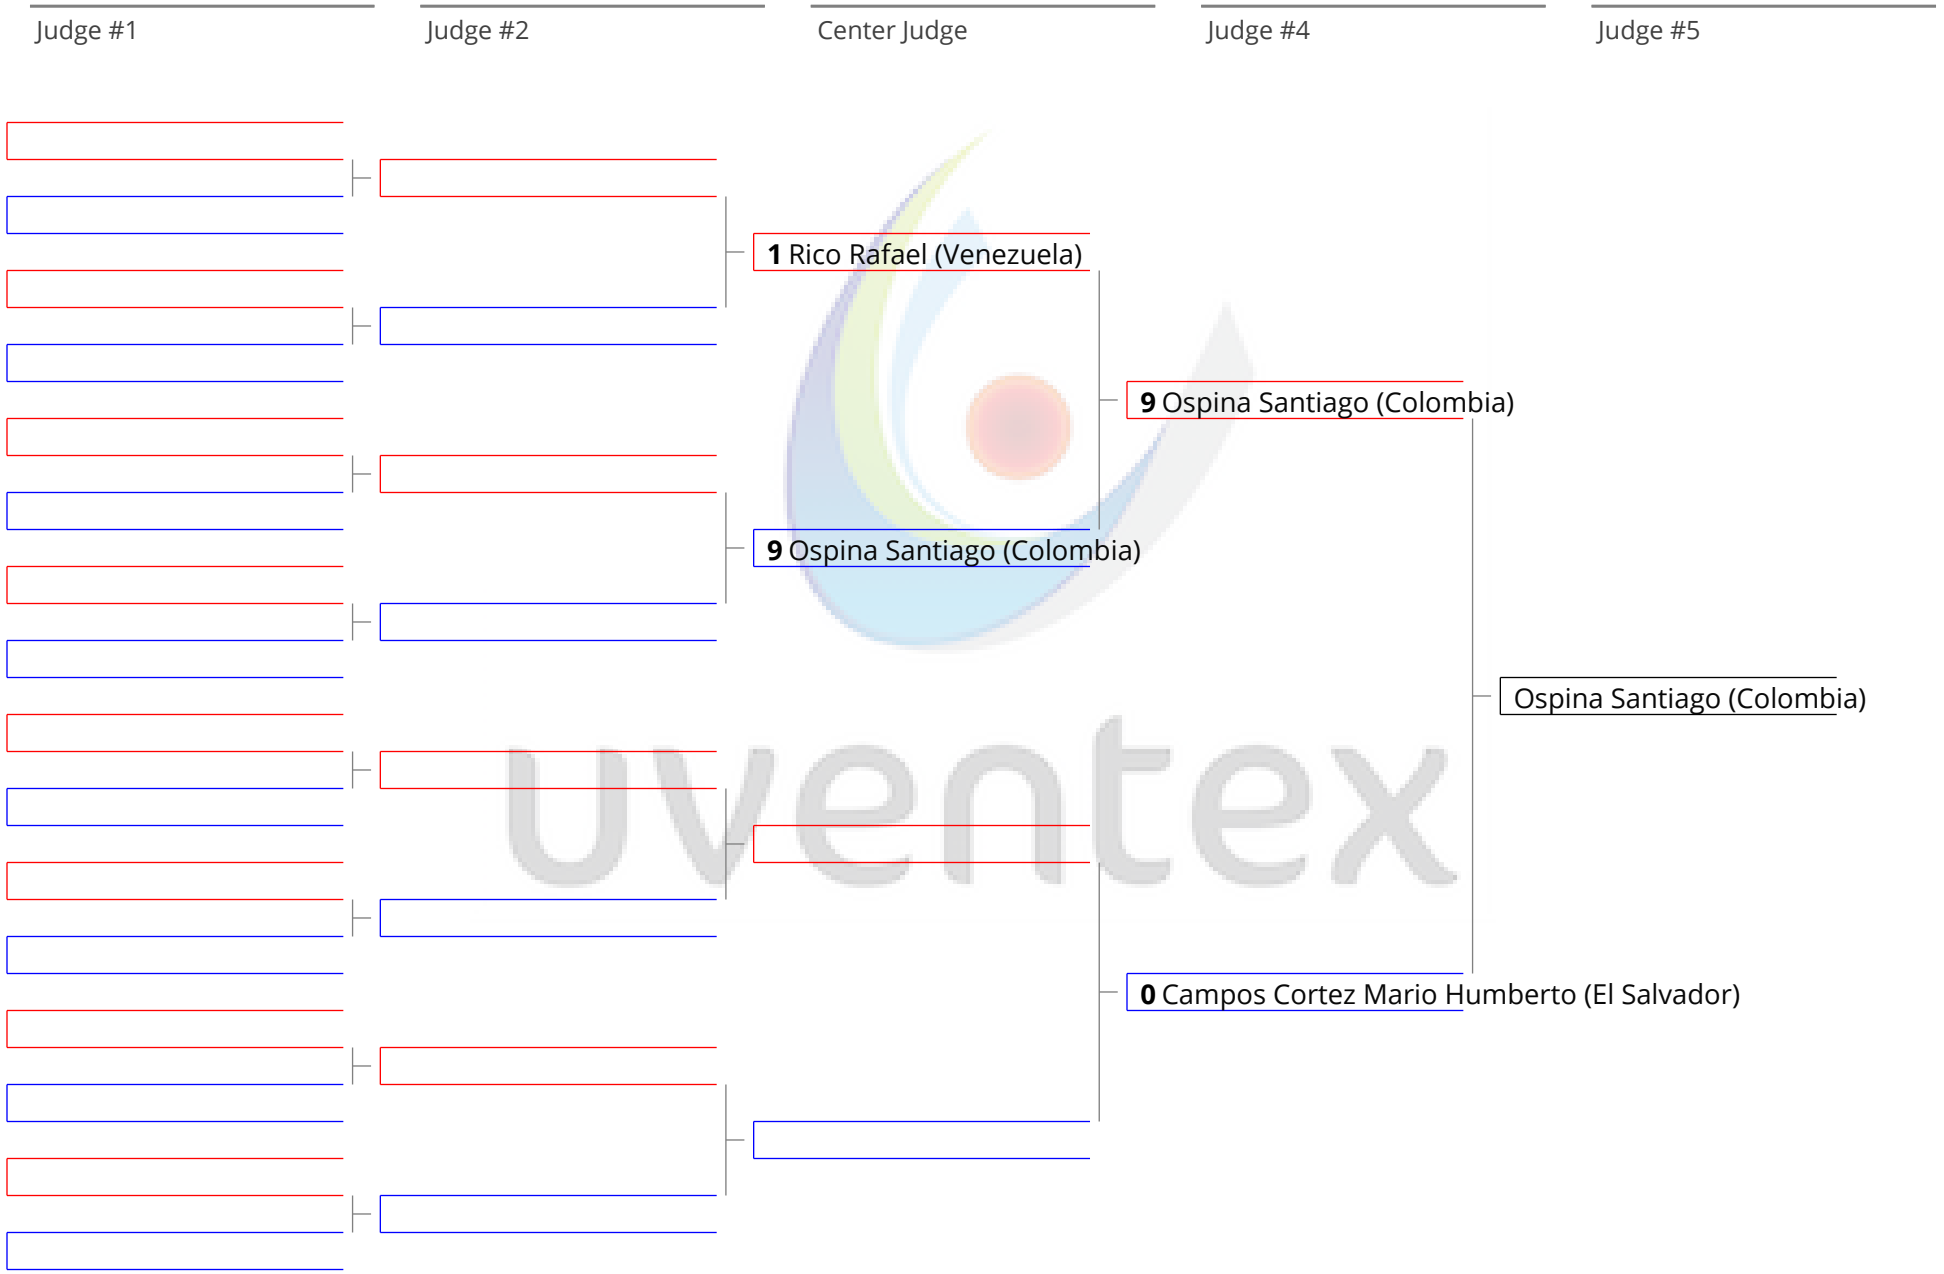 Judge #1
Judge #2
Center Judge
Judge #4
Judge #5
1 Rico Rafael (Venezuela)
9 Ospina Santiago (Colombia)
9 Ospina Santiago (Colombia)
Ospina Santiago (Colombia)
uventex
0 Campos Cortez Mario Humberto (El Salvador)